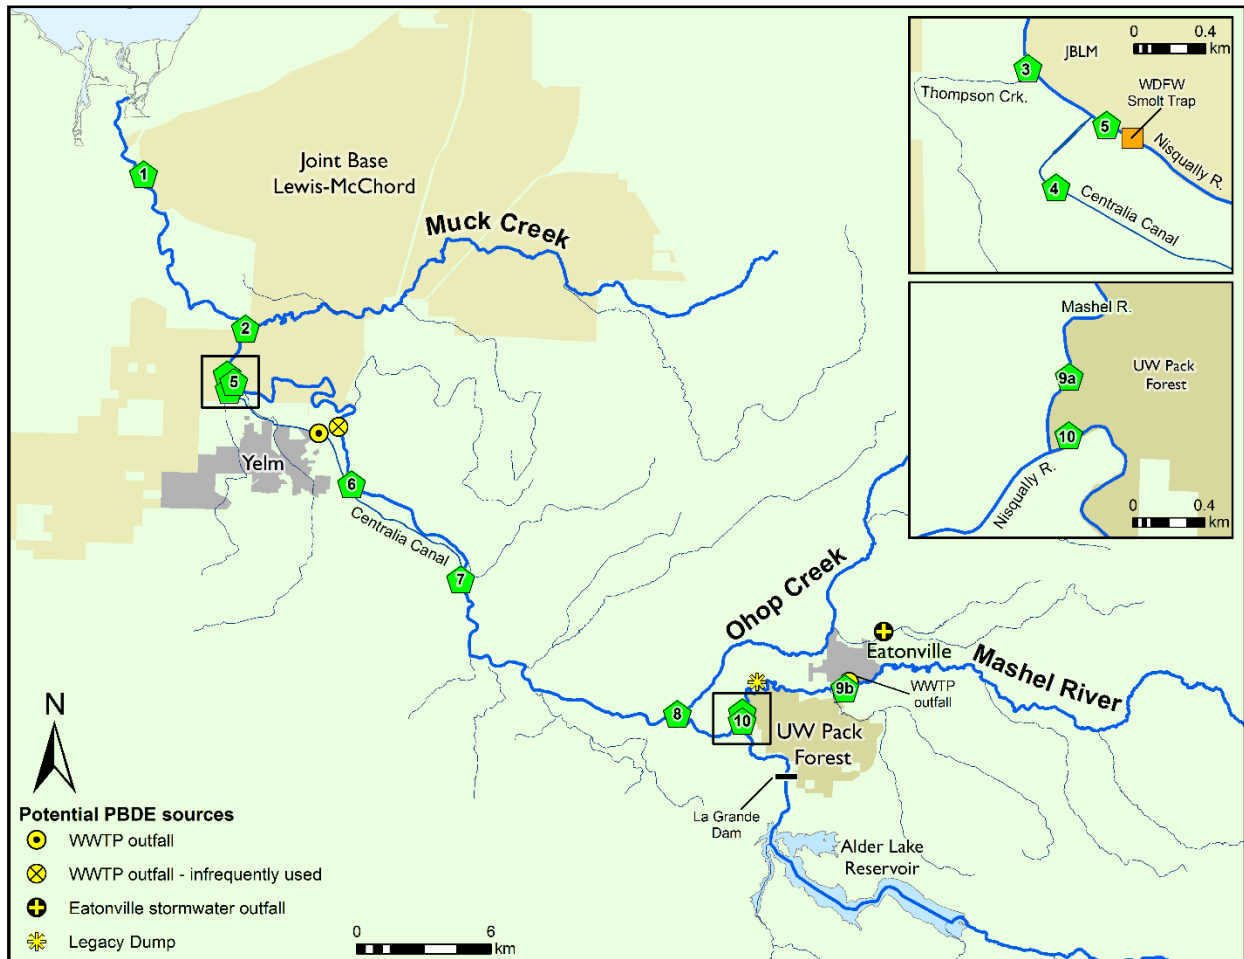 Joint Base
Lewis-McChord
Muck Creek
1
2
5
Yelm
6
Centralia Canal
7
Ohop Creek
Eatonville
Mashel River
9b
WWTP
outfall
8
10
UW Pack
Forest
La Grande
Dam
Alder Lake
Reservoir
0 0.4
km
JBLM
3
Thompson Crk.
WDFW
Smolt Trap
5
Nisqually R.
4
Centralia Canal
Mashel R.
9a
UW Pack
Forest
10
Nisqually R.
0 0.4
km
N
Potential PBDE sources
WWTP outfall
WWTP outfall - infrequently used
Eatonville stormwater outfall
Legacy Dump
0 6
km